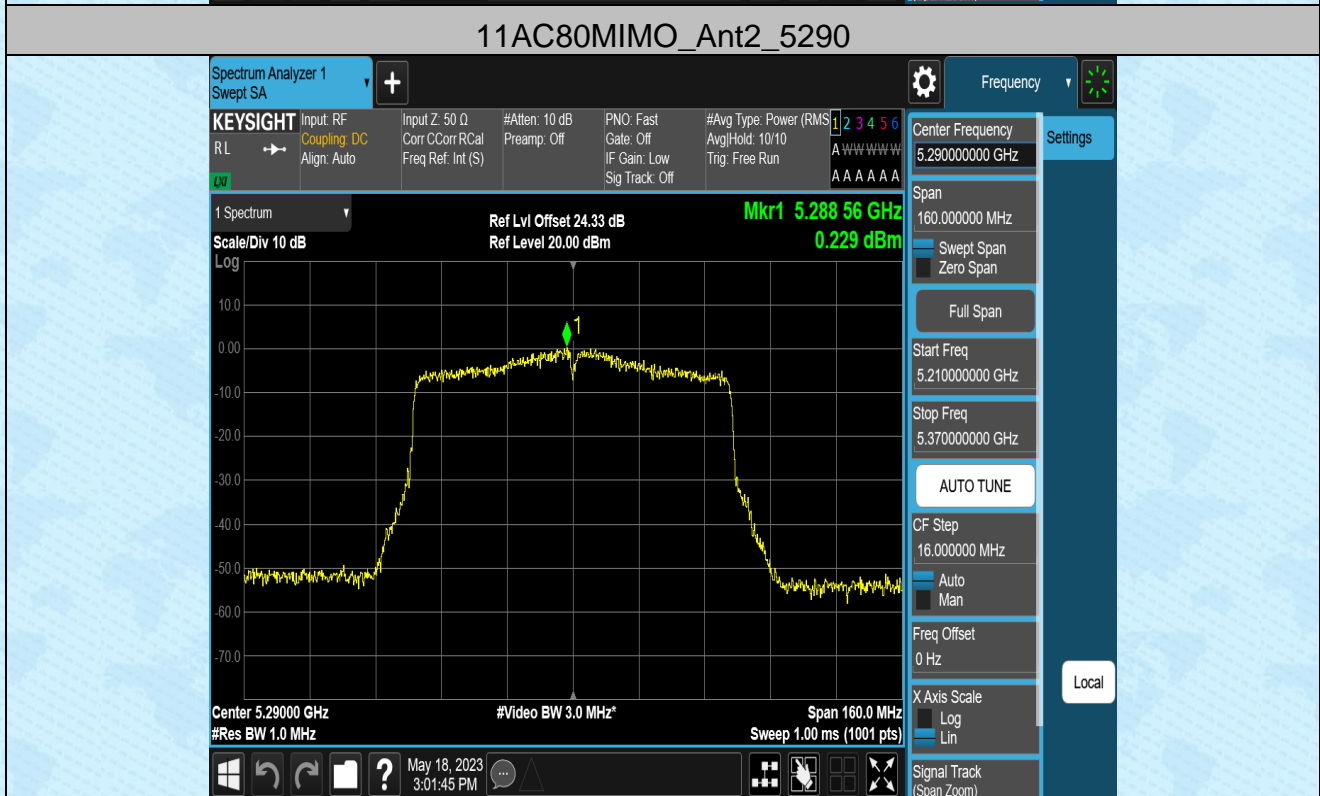 11AC80MIMO_Ant2_5290
Spectrum Analyzer 1
Swept SA
Frequency
KEYSIGHT
RL
LXI
Input: RF
Coupling: DC
Align: Auto
Input Z: 50 Ω
Corr CCorr RCal
Freq Ref: Int (S)
#Atten: 10 dB
Preamp: Off
PNO: Fast
Gate: Off
IF Gain: Low
Sig Track: Off
#Avg Type: Power (RMS
Avg|Hold: 10/10
Trig: Free Run
1 2 3 4 5 6
A W W W W W
A A A A A A
1 Spectrum
Scale/Div 10 dB
Log
Ref Lvl Offset 24.33 dB
Ref Level 20.00 dBm
Mkr1 5.288 56 GHz
0.229 dBm
10.0
0.00
-10.0
-20.0
-30.0
-40.0
-50.0
-60.0
-70.0
1
Center 5.29000 GHz
#Res BW 1.0 MHz
#Video BW 3.0 MHz*
Span 160.0 MHz
Sweep 1.00 ms (1001 pts)
May 18, 2023
3:01:45 PM
Center Frequency
5.290000000 GHz
Span
160.000000 MHz
Swept Span
Zero Span
Full Span
Start Freq
5.210000000 GHz
Stop Freq
5.370000000 GHz
AUTO TUNE
CF Step
16.000000 MHz
Auto
Man
Freq Offset
0 Hz
X Axis Scale
Log
Lin
Signal Track
(Span Zoom)
Settings
Local